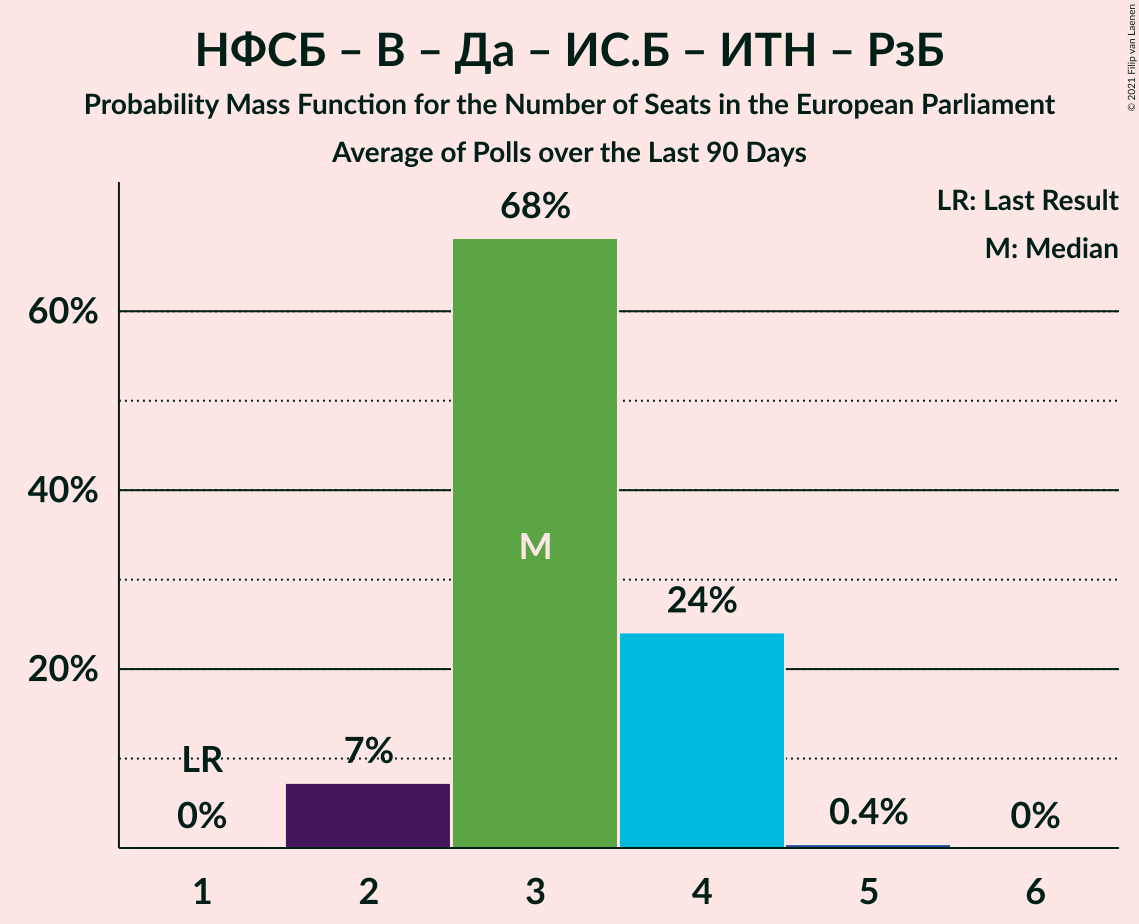 НФСБ – В – Да – ИС.Б – ИТН – РзБ
Probability Mass Function for the Number of Seats in the European Parliament
Average of Polls over the Last 90 Days
© 2021 Filip van Laenen
LR: Last Result
M: Median
68%
60%
40%
M
24%
20%
LR
7%
0%
0.4%
0%
1 2 3 4 5 6